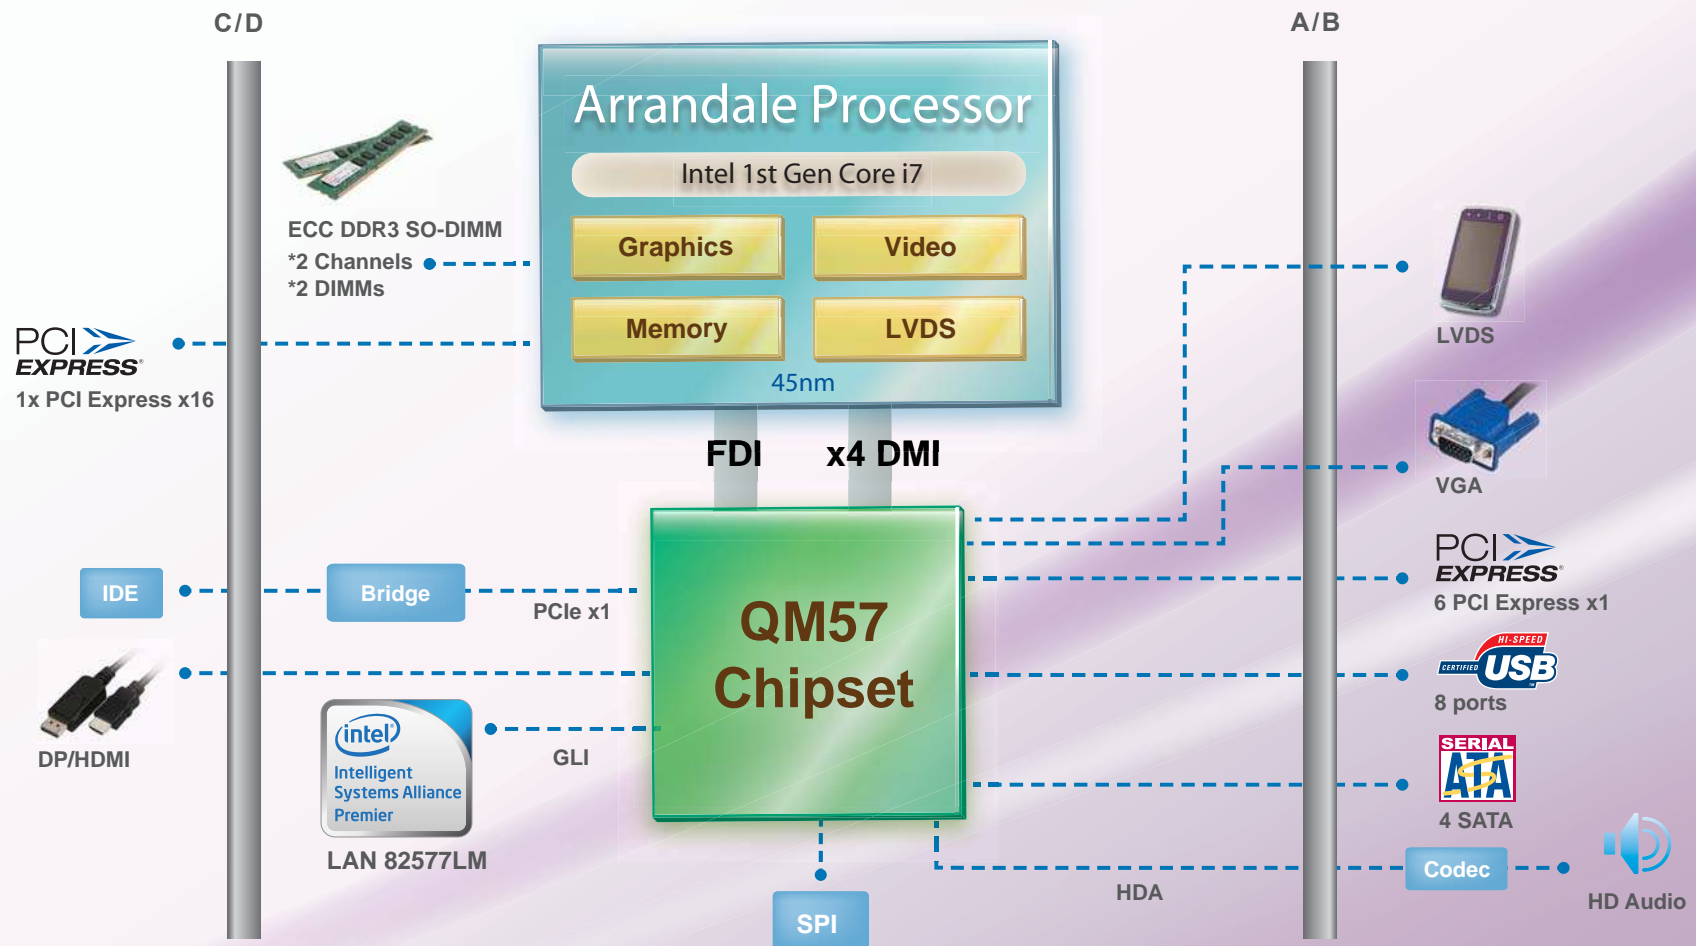 C/D
A/B
Arrandale Processor
Intel 1st Gen Core i7
Graphics
Video
Memory
LVDS
45nm
ECC DDR3 SO-DIMM
*2 Channels
*2 DIMMs
PCI
EXPRESS®
1x PCI Express x16
FDI
x4 DMI
LVDS
VGA
IDE
Bridge
PCIe x1
QM57
Chipset
PCI
EXPRESS®
6 PCI Express x1
HI-SPEED
CERTIFIED
USB
TM
8 ports
DP/HDMI
intel®
Intelligent
Systems Alliance
Premier
GLI
LAN 82577LM
SERIAL
ATA
4 SATA
SPI
HDA
Codec
HD Audio